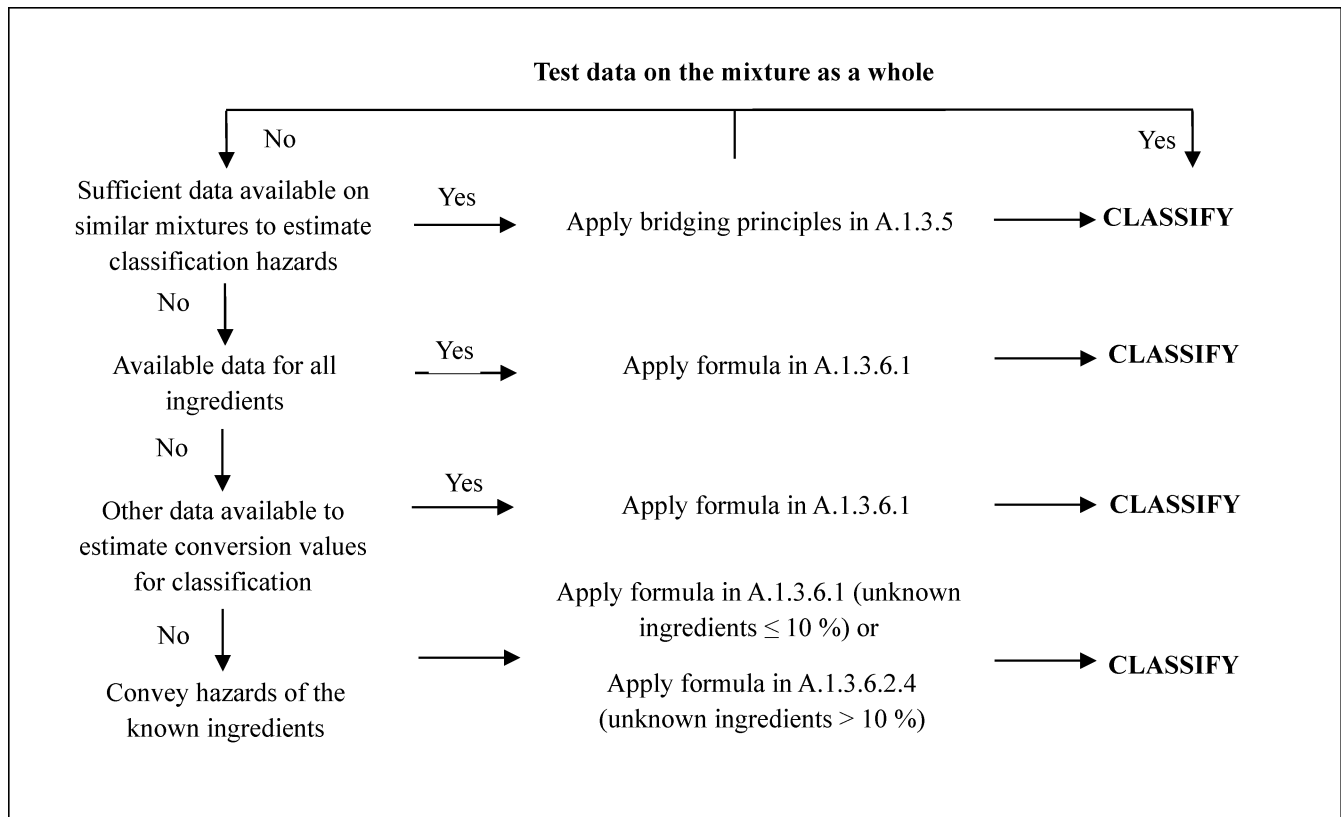 Test data on the mixture as a whole
No
Yes
Sufficient data available on
similar mixtures to estimate
classification hazards
Yes
Apply bridging principles in A.1.3.5
CLASSIFY
No
Available data for all
ingredients
Yes
Apply formula in A.1.3.6.1
CLASSIFY
No
Other data available to
estimate conversion values
for classification
Yes
Apply formula in A.1.3.6.1
CLASSIFY
No
Convey hazards of the
known ingredients
Apply formula in A.1.3.6.1 (unknown
ingredients ≤ 10 %) or
Apply formula in A.1.3.6.2.4
(unknown ingredients > 10 %)
CLASSIFY